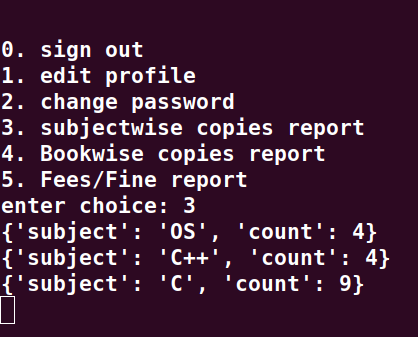 0. sign out
1. edit profile
2. change password
3. subjectwise copies report
4. Bookwise copies report
5. Fees/Fine report
enter choice: 3
{'subject': 'OS', 'count': 4}
{'subject': 'C++', 'count': 4}
{'subject': 'C', 'count': 9}